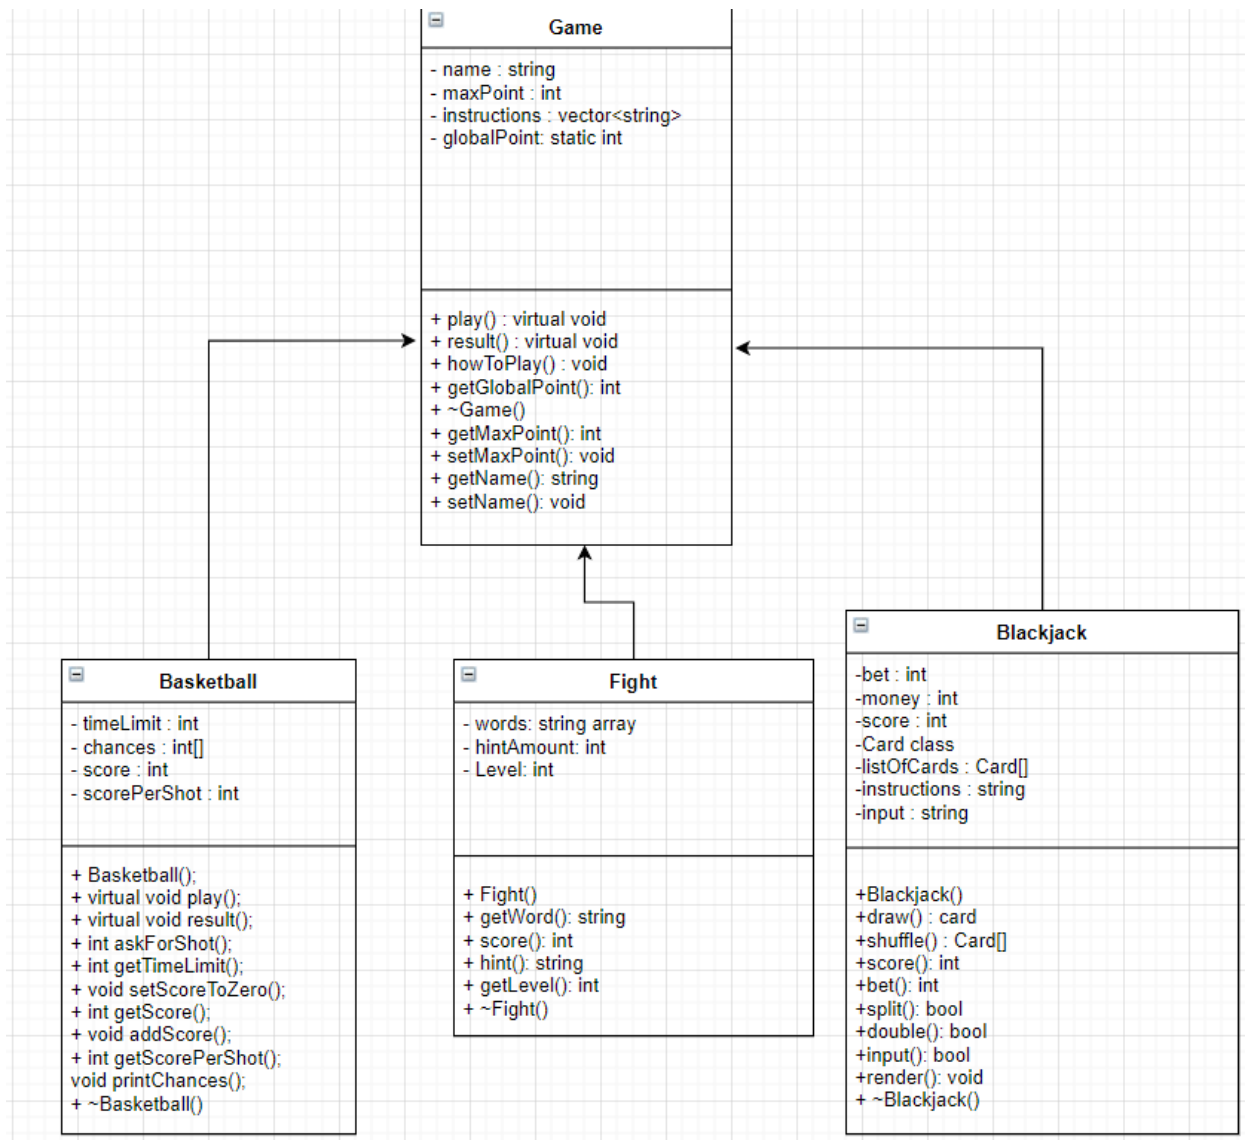 Game
- name : string
- maxPoint : int
- instructions : vector<string>
- globalPoint: static int
+ play() : virtual void
+ result() : virtual void
+ howToPlay() : void
+ getGlobalPoint(): int
+ ~Game()
+ getMaxPoint(): int
+ setMaxPoint(): void
+ getName(): string
+ setName(): void
Basketball
- timeLimit : int
- chances : int[]
- score : int
- scorePerShot : int
+ Basketball();
+ virtual void play();
+ virtual void result();
+ int askForShot();
+ int getTimeLimit();
+ void setScoreToZero();
+ int getScore();
+ void addScore();
+ int getScorePerShot();
void printChances();
+ ~Basketball()
Fight
- words: string array
- hintAmount: int
- Level: int
+ Fight()
+ getWord(): string
+ score(): int
+ hint(): string
+ getLevel(): int
+ ~Fight()
Blackjack
-bet : int
-money : int
-score : int
-Card class
-listOfCards : Card[]
-instructions : string
-input : string
+Blackjack()
+draw() : card
+shuffle() : Card[]
+score(): int
+bet(): int
+split(): bool
+double(): bool
+input(): bool
+render(): void
+ ~Blackjack()